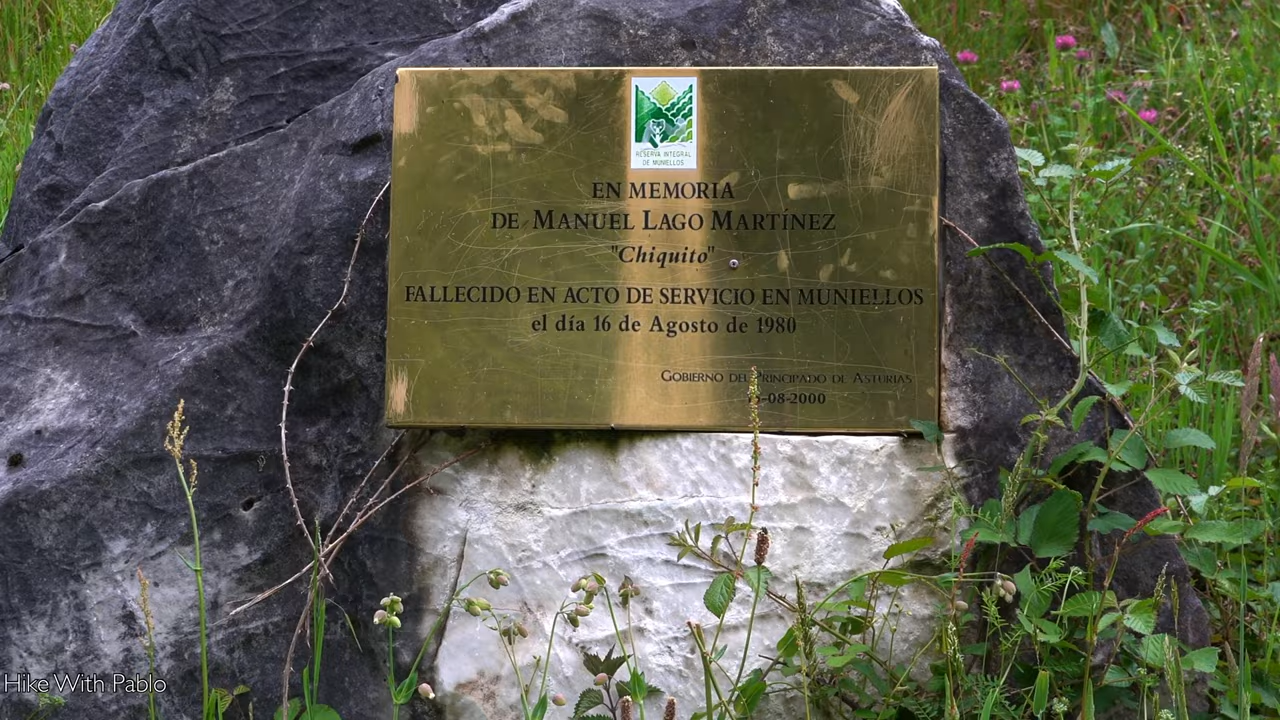 RESERVA INTEGRAL
DE MUNIELLOS
EN MEMORIA
DE MANUEL LAGO MARTÍNEZ
"Chiquito"
FALLECIDO EN ACTO DE SERVICIO EN MUNIELLOS
el día 16 de Agosto de 1980
GOBIERNO DEL PRINCIPADO DE ASTURIAS
-08-2000
Hike With Pablo